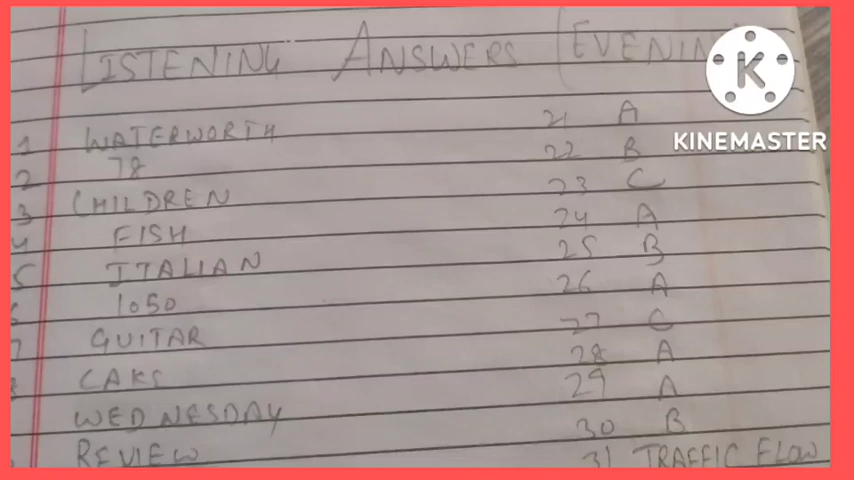 LISTENING ANSWERS (EVENIN
KINEMASTER
1 WATERWORTH
2 78
3 CHILDREN
4 FISH
5 ITALIAN
6 1050
7 GUITAR
8 CAKS
WEDNESDAY
REVIEW
21 A
22 B
23 C
24 A
25 B
26 A
27 C
28 A
29 A
30 B
31 TRAFFIC FLOW